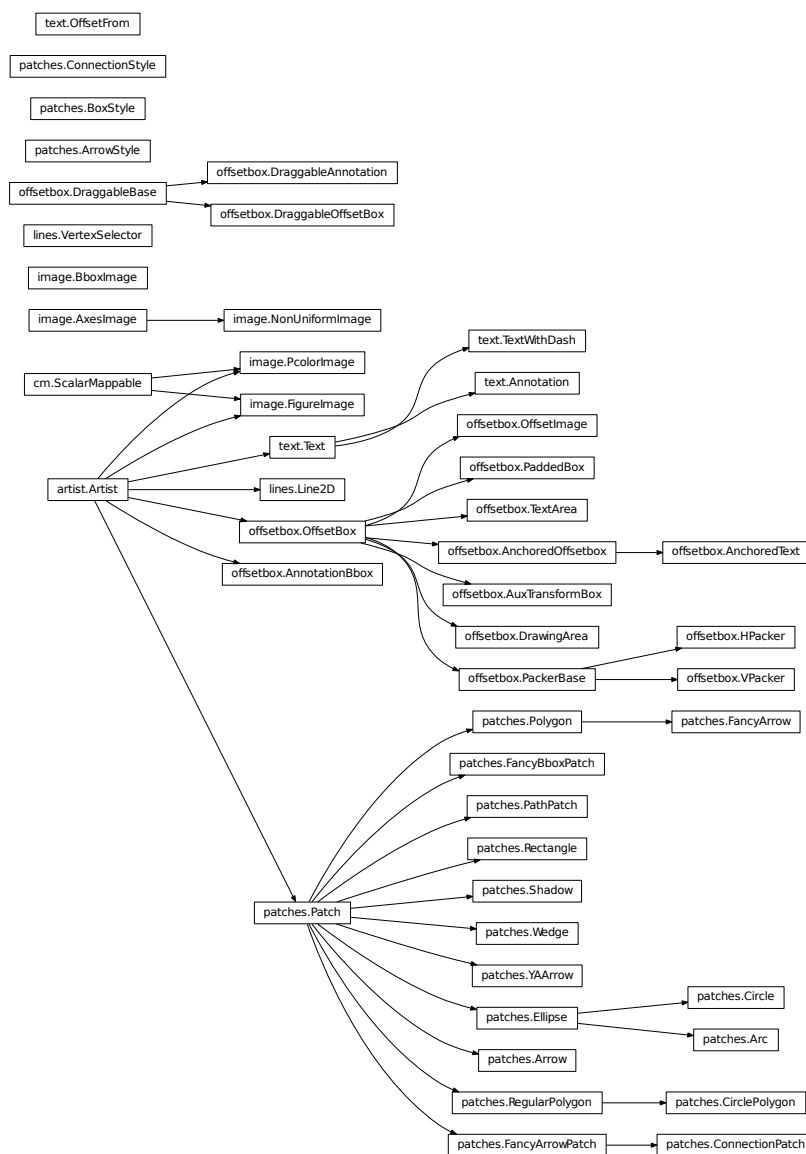 text.OffsetFrom
patches.ConnectionStyle
patches.BoxStyle
patches.ArrowStyle
offsetbox.DraggableBase
offsetbox.DraggableAnnotation
offsetbox.DraggableOffsetBox
lines.VertexSelector
image.BboxImage
image.AxesImage
image.NonUniformImage
cm.ScalarMappable
image.PcolorImage
image.FigureImage
text.TextWithDash
text.Annotation
text.Text
artist.Artist
lines.Line2D
offsetbox.OffsetBox
offsetbox.AnnotationBbox
offsetbox.OffsetImage
offsetbox.PaddedBox
offsetbox.TextArea
offsetbox.AnchoredOffsetbox
offsetbox.AnchoredText
offsetbox.AuxTransformBox
offsetbox.DrawingArea
offsetbox.PackerBase
offsetbox.HPacker
offsetbox.VPacker
patches.Polygon
patches.FancyArrow
patches.FancyBboxPatch
patches.PathPatch
patches.Rectangle
patches.Shadow
patches.Patch
patches.Wedge
patches.YAArrow
patches.Ellipse
patches.Circle
patches.Arc
patches.Arrow
patches.RegularPolygon
patches.CirclePolygon
patches.FancyArrowPatch
patches.ConnectionPatch